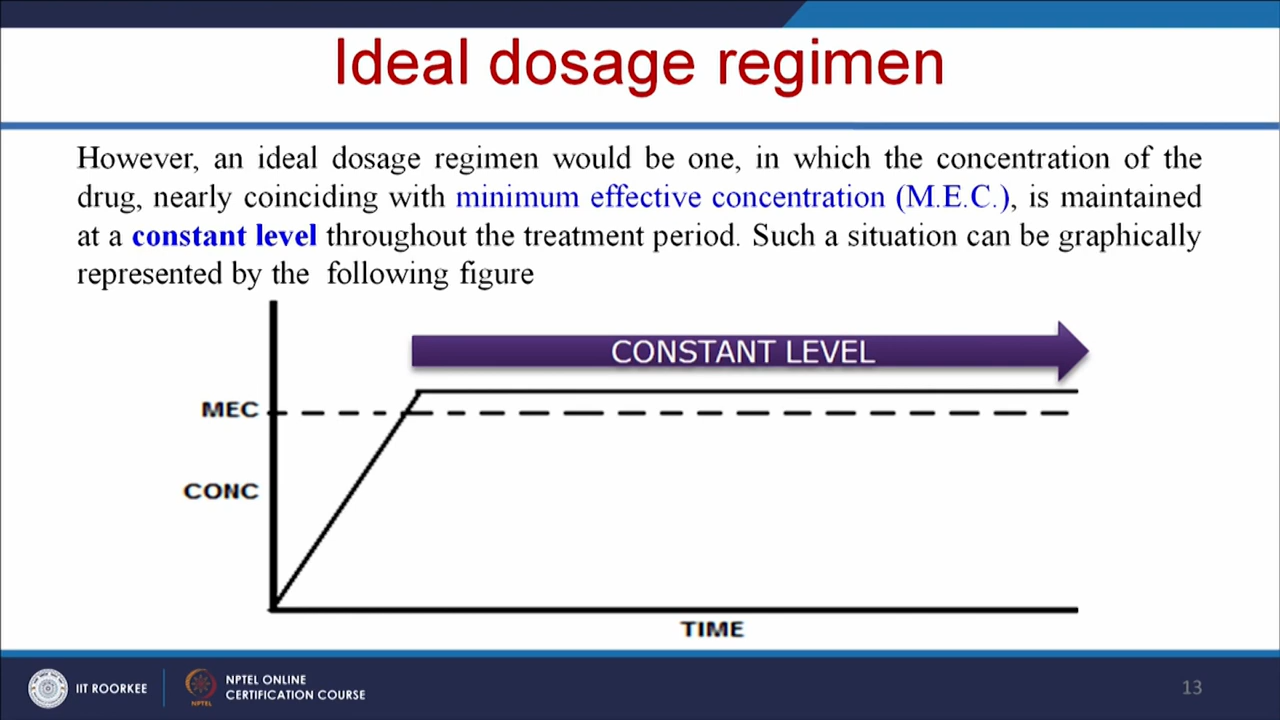 Ideal dosage regimen
However, an ideal dosage regimen would be one, in which the concentration of the
drug, nearly coinciding with minimum effective concentration (M.E.C.), is maintained
at a constant level throughout the treatment period. Such a situation can be graphically
represented by the following figure
CONSTANT LEVEL
MEC
CONC
TIME
IIT ROORKEE
NPTEL
NPTEL ONLINE
CERTIFICATION COURSE
13